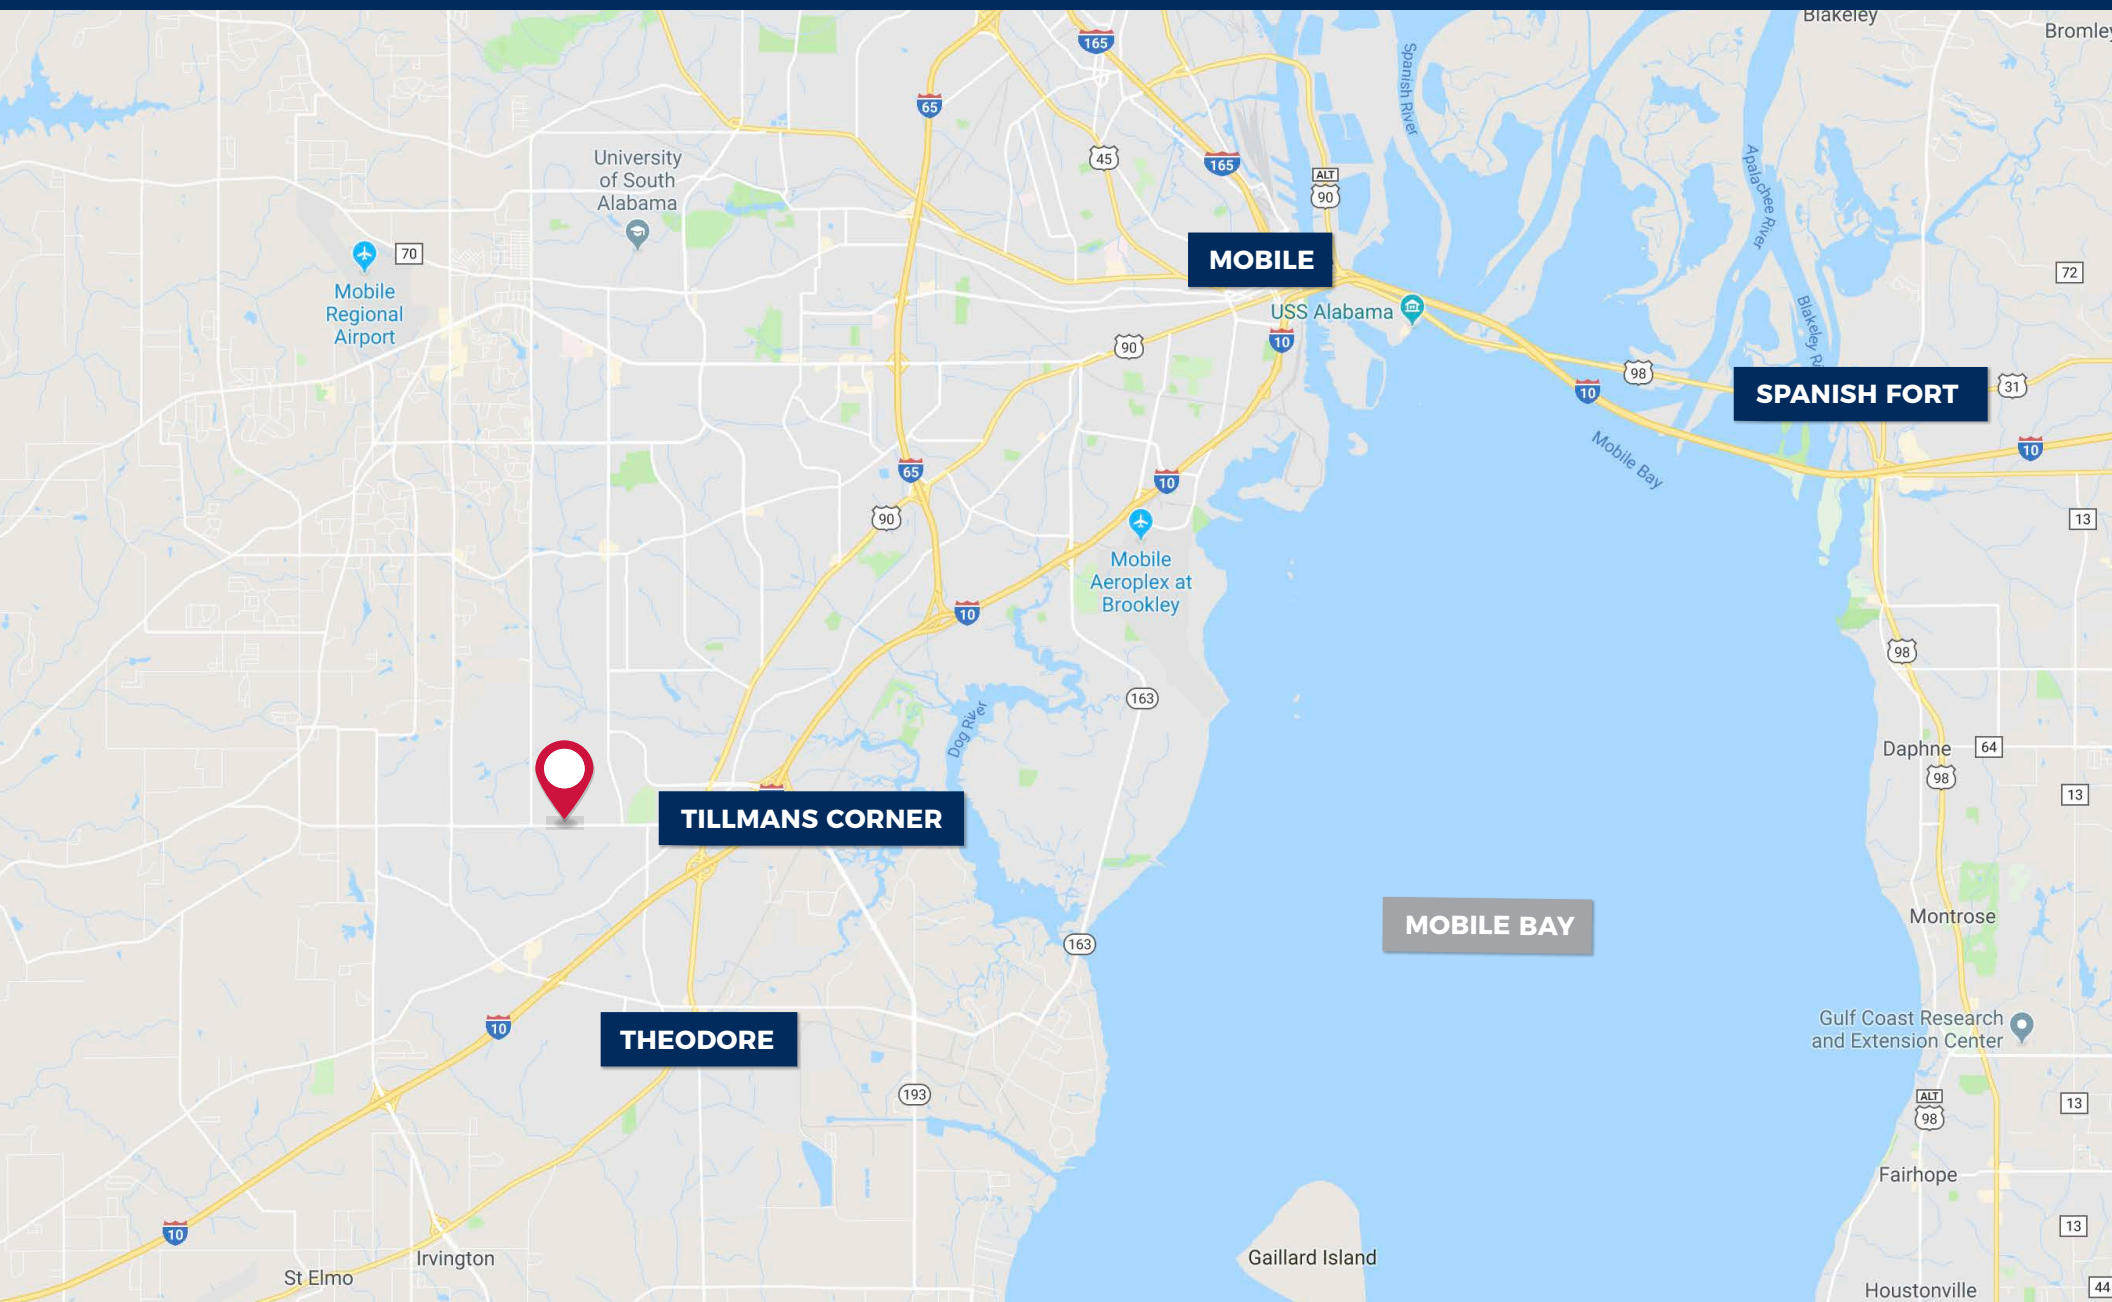 Blakeley
Bromley
165
Spanish River
65
45
165
ALT
90
University
of South
Alabama
Apalachee River
70
MOBILE
72
Mobile
Regional
Airport
USS Alabama
Blakeley Ri
10
90
98
10
SPANISH FORT
31
Mobile Bay
10
65
10
90
13
Mobile
Aeroplex at
Brookley
10
98
163
Dog River
Daphne
64
98
13
TILLMANS CORNER
MOBILE BAY
Montrose
163
10
THEODORE
Gulf Coast Research
and Extension Center
193
ALT
98
13
Fairhope
10
13
Irvington
St Elmo
Gaillard Island
Houstonville
44